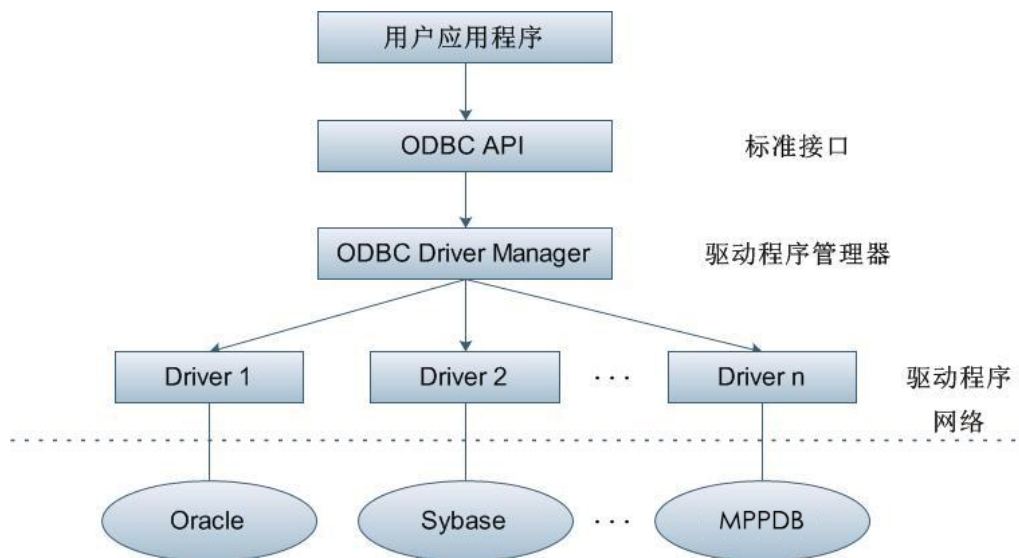 用户应用程序
ODBC API
标准接口
ODBC Driver Manager
驱动程序管理器
Driver 1
Driver 2
···
Driver n
驱动程序
网络
Oracle
Sybase
···
MPPDB